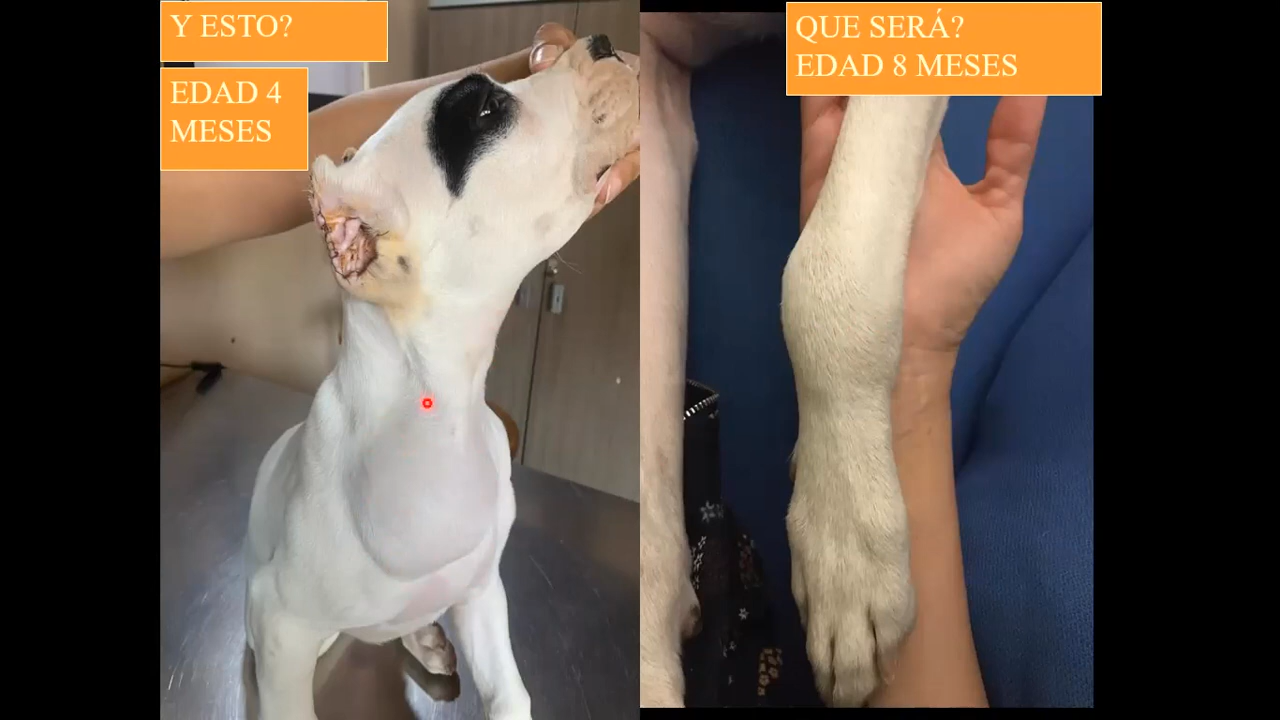 Y ESTO?
EDAD 4
MESES
QUE SERÁ?
EDAD 8 MESES